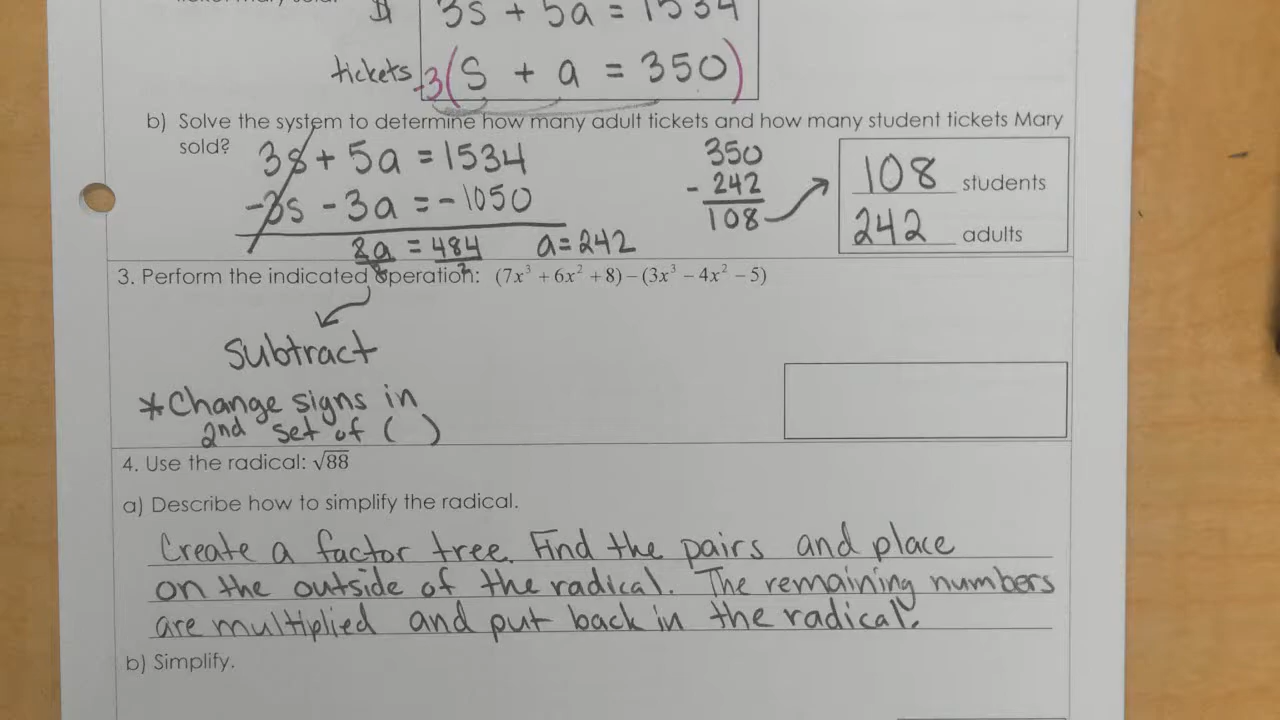 $ 3s + 5a = 1534
tickets -3(S + a = 350)
b) Solve the system to determine how many adult tickets and how many student tickets Mary
sold?
3s + 5a = 1534
-3s - 3a = -1050
2a = 484 a = 242
2 2
350
- 242
108
108 students
242 adults
3. Perform the indicated operation: (7x³ + 6x² + 8) – (3x³ – 4x² – 5)
Subtract
*Change signs in
2nd set of ( )
4. Use the radical: √88
a) Describe how to simplify the radical.
Create a factor tree. Find the pairs and place
on the outside of the radical. The remaining numbers
are multiplied and put back in the radical.
b) Simplify.